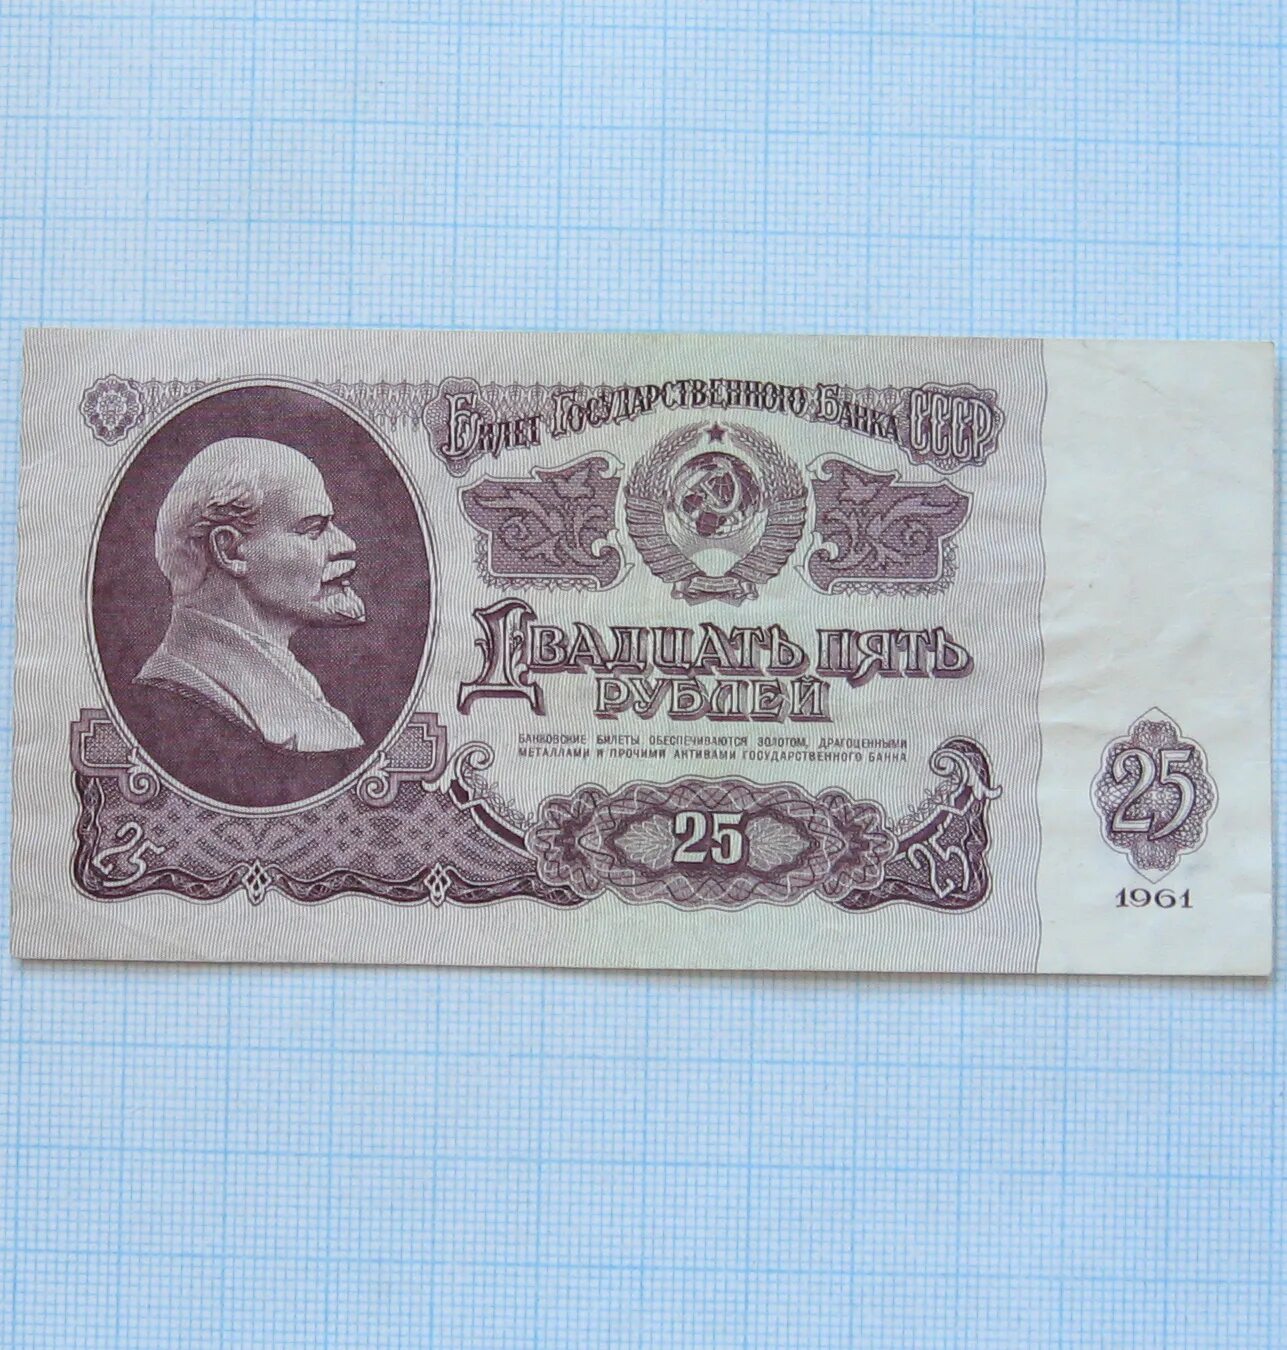 Билет Государственного Банка СССР
Двадцать пять
рублей
БАНКОВСКИЕ БИЛЕТЫ ОБЕСПЕЧИВАЮТСЯ ЗОЛОТОМ, ДРАГОЦЕННЫМИ
МЕТАЛЛАМИ И ПРОЧИМИ АКТИВАМИ ГОСУДАРСТВЕННОГО БАНКА
25
25
25
25
1961